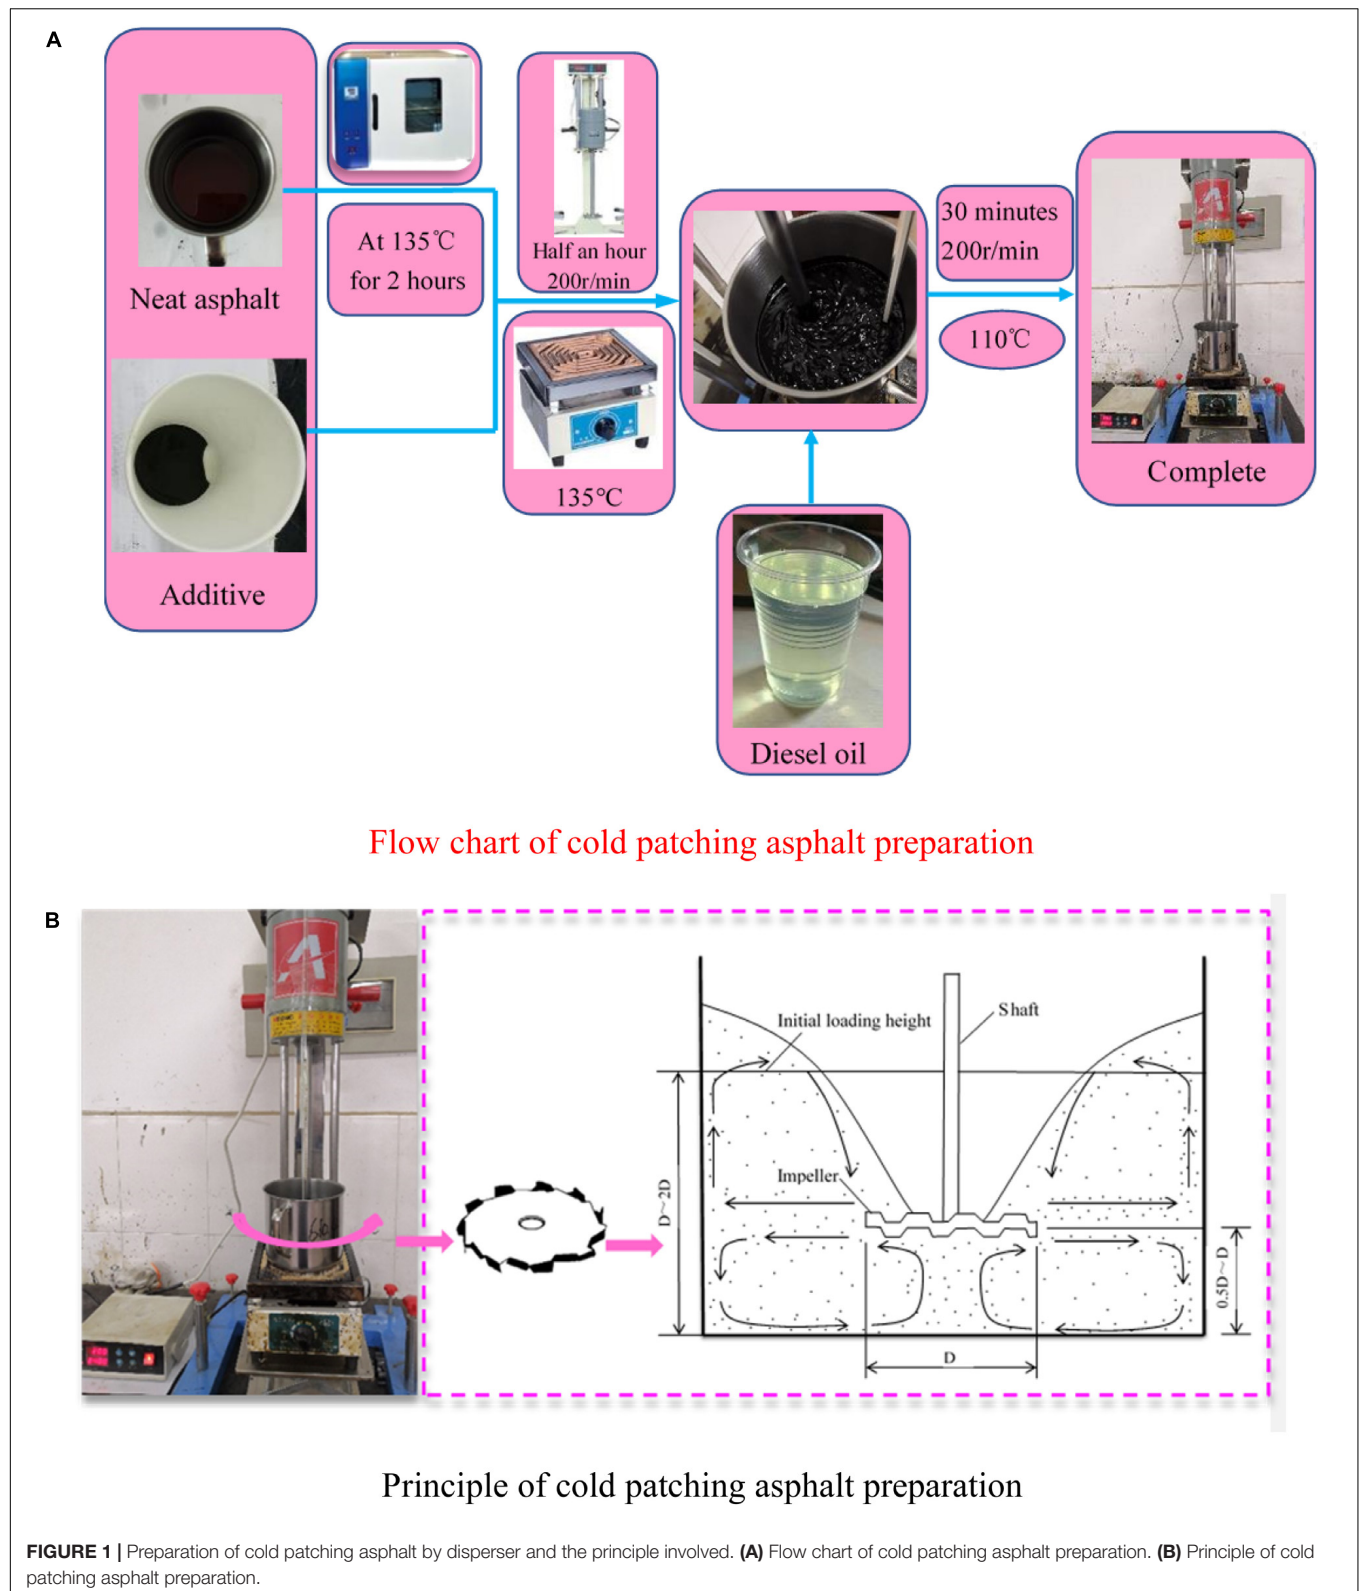 A
Neat asphalt
Additive
At 135℃
for 2 hours
Half an hour
200r/min
135℃
Diesel oil
30 minutes
200r/min
110℃
Complete
Flow chart of cold patching asphalt preparation
B
Initial loading height
Shaft
Impeller
D～2D
0.5D～D
D
Principle of cold patching asphalt preparation
FIGURE 1 | Preparation of cold patching asphalt by disperser and the principle involved. (A) Flow chart of cold patching asphalt preparation. (B) Principle of cold
patching asphalt preparation.